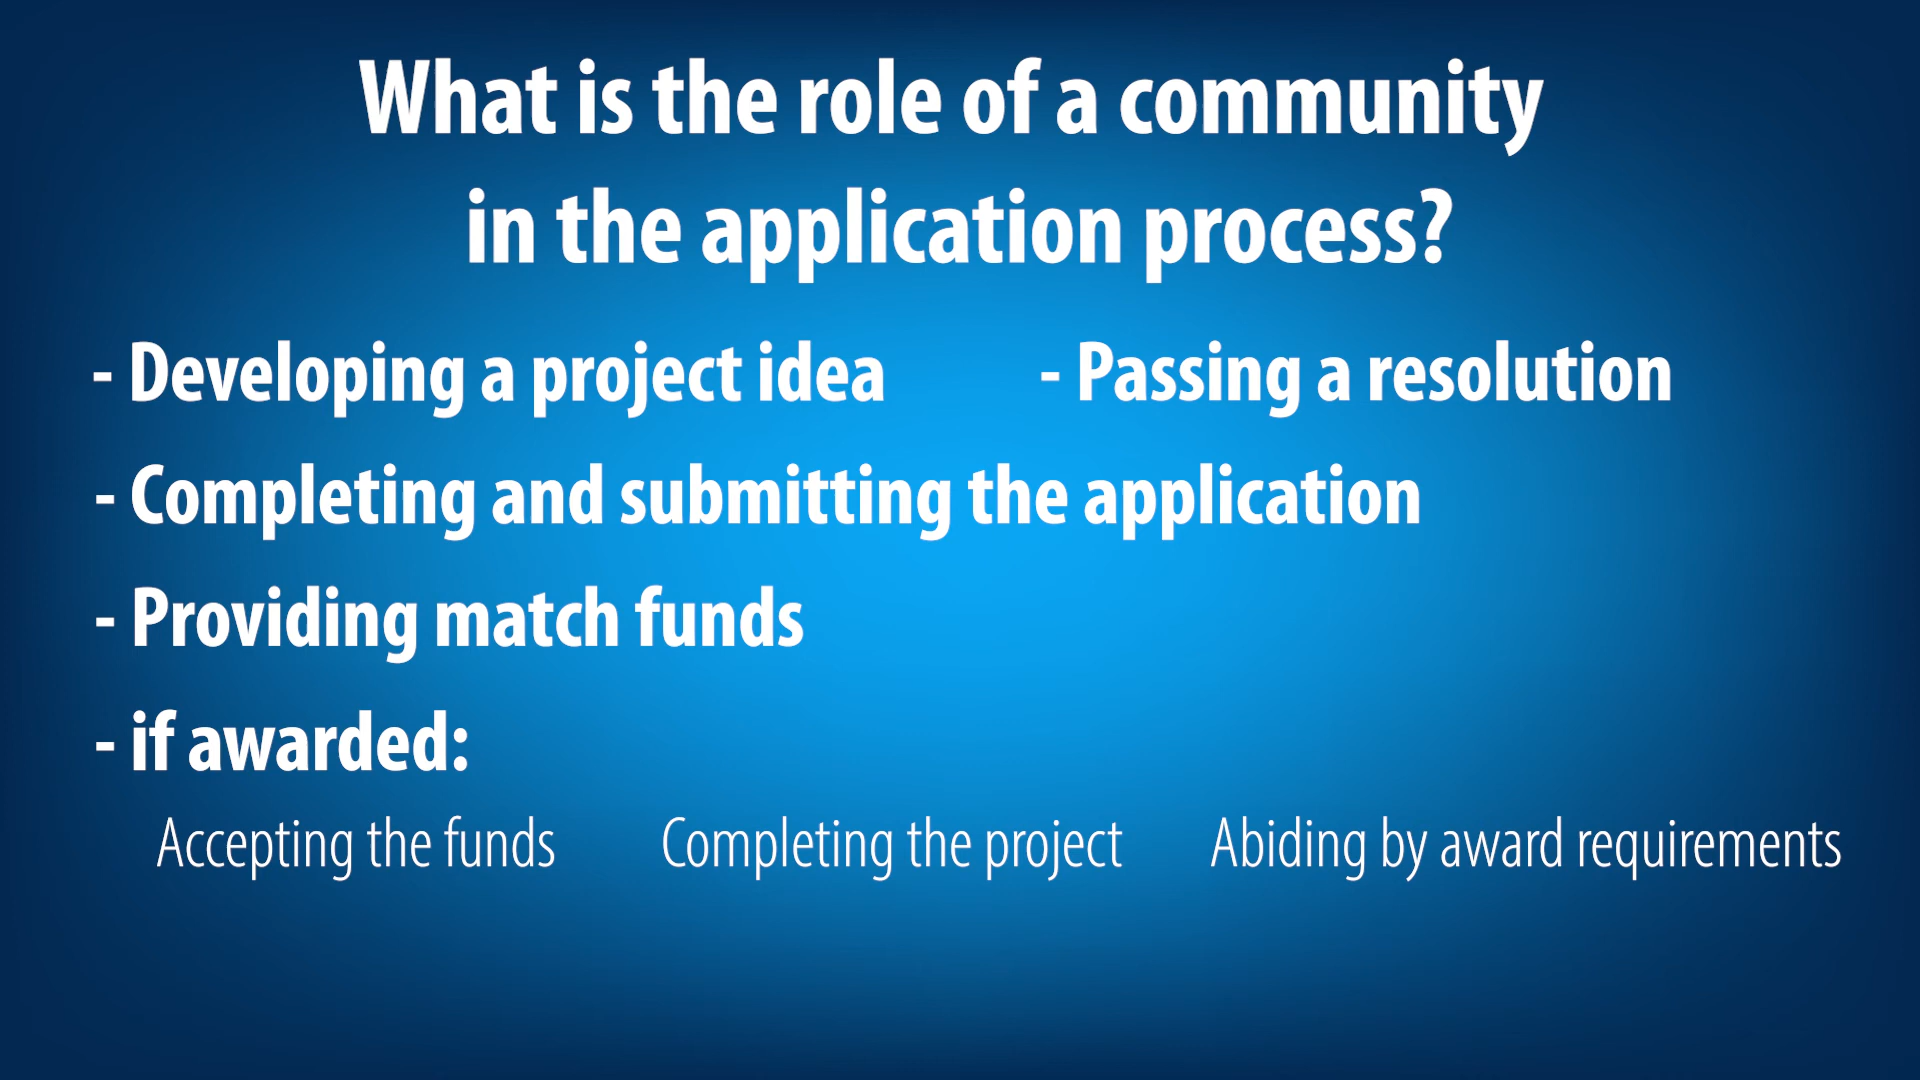 What is the role of a community
in the application process?
- Developing a project idea - Passing a resolution
- Completing and submitting the application
- Providing match funds
- if awarded:
Accepting the funds Completing the project Abiding by award requirements